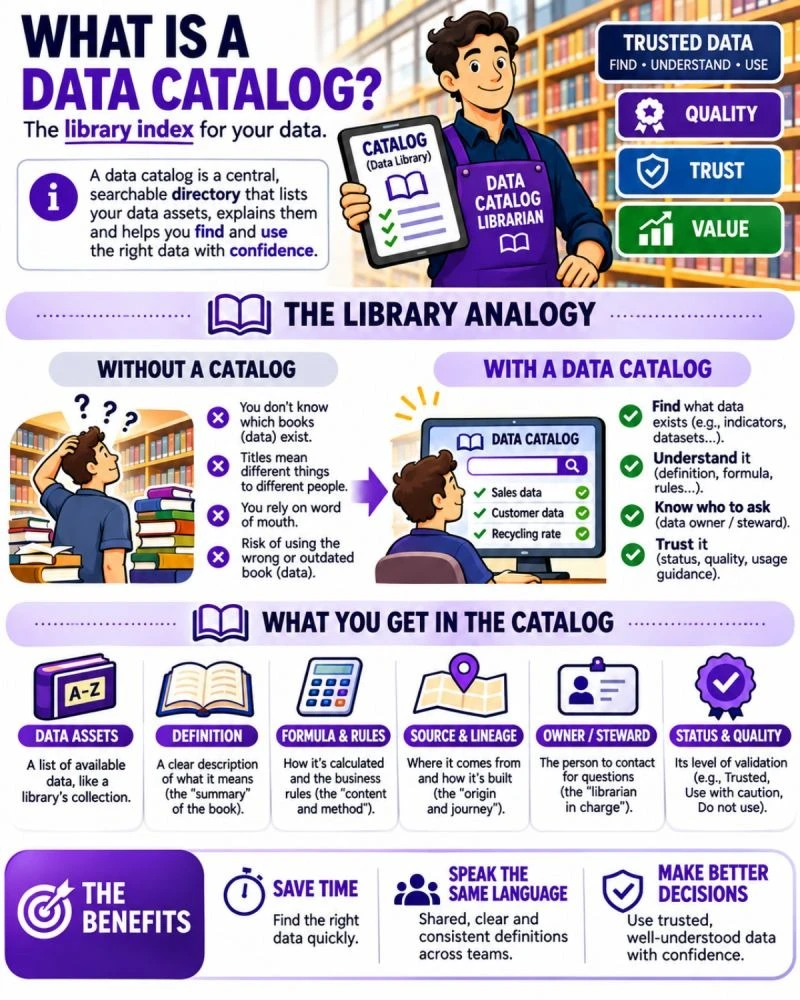 WHAT IS A
DATA CATALOG?
The library index for your data.
A data catalog is a central,
searchable directory that lists
your data assets, explains them
and helps you find and use
the right data with confidence.
CATALOG
(Data Library)
DATA
CATALOG
LIBRARIAN
TRUSTED DATA
FIND • UNDERSTAND • USE
QUALITY
TRUST
VALUE
THE LIBRARY ANALOGY
WITHOUT A CATALOG
? ? ?
You don't know
which books
(data) exist.
Titles mean
different things
to different people.
You rely on word
of mouth.
Risk of using the
wrong or outdated
book (data).
WITH A DATA CATALOG
DATA CATALOG
Sales data
Customer data
Recycling rate
Find what data
exists (e.g., indicators,
datasets...).
Understand it
(definition, formula,
rules...).
Know who to ask
(data owner / steward).
Trust it
(status, quality, usage
guidance).
WHAT YOU GET IN THE CATALOG
A-Z
DATA ASSETS
A list of available
data, like a
library's collection.
DEFINITION
A clear description
of what it means
(the "summary"
of the book).
FORMULA & RULES
How it's calculated
and the business
rules (the "content
and method").
SOURCE & LINEAGE
Where it comes from
and how it's built
(the "origin
and journey").
OWNER / STEWARD
The person to contact
for questions
(the "librarian
in charge").
STATUS & QUALITY
Its level of validation
(e.g., Trusted,
Use with caution,
Do not use).
THE
BENEFITS
SAVE TIME
Find the right
data quickly.
SPEAK THE
SAME LANGUAGE
Shared, clear and
consistent definitions
across teams.
MAKE BETTER
DECISIONS
Use trusted,
well-understood data
with confidence.